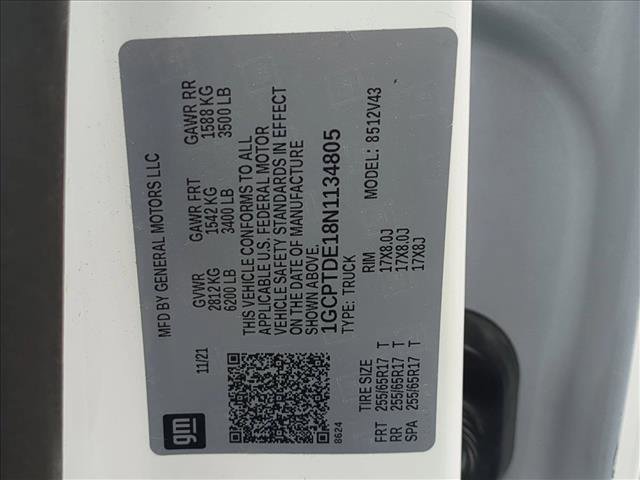 gm
MFD BY GENERAL MOTORS LLC
11/21
GVWR GAWR FRT GAWR RR
2812 KG 1542 KG 1588 KG
6200 LB 3400 LB 3500 LB
THIS VEHICLE CONFORMS TO ALL
APPLICABLE U.S. FEDERAL MOTOR
VEHICLE SAFETY STANDARDS IN EFFECT
ON THE DATE OF MANUFACTURE
SHOWN ABOVE.
1GCPTDE18N1134805
8624
TYPE: TRUCK MODEL: 8512V43
TIRE SIZE RIM
FRT 255/65R17 T 17X8.0J
RR 255/65R17 T 17X8.0J
SPA 255/65R17 T 17X8J